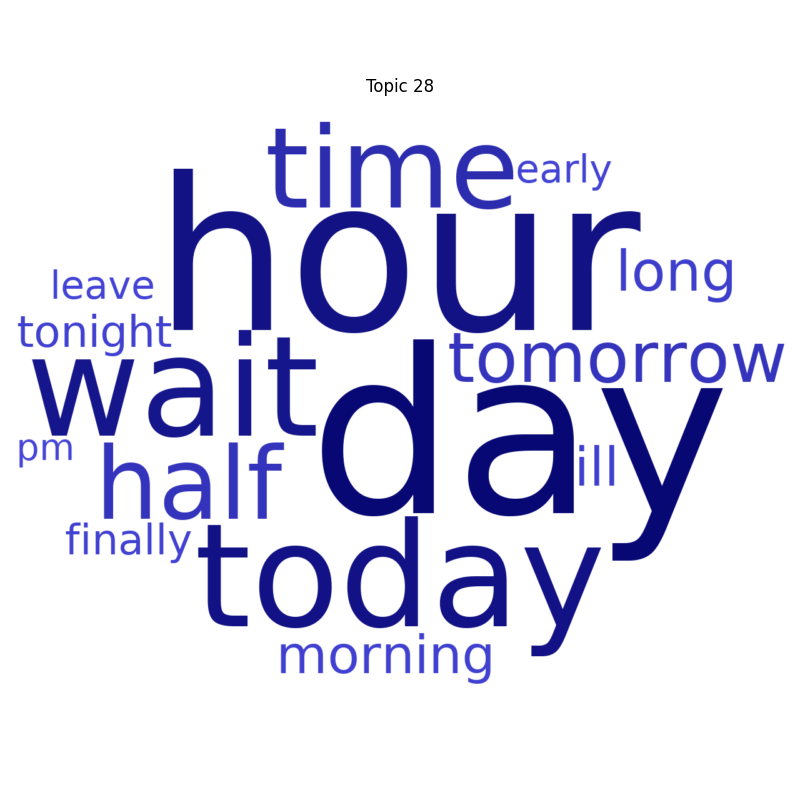 Topic 28
time
early
hour
long
leave
tonight
wait
tomorrow
day
pm
half
ill
finally
today
morning